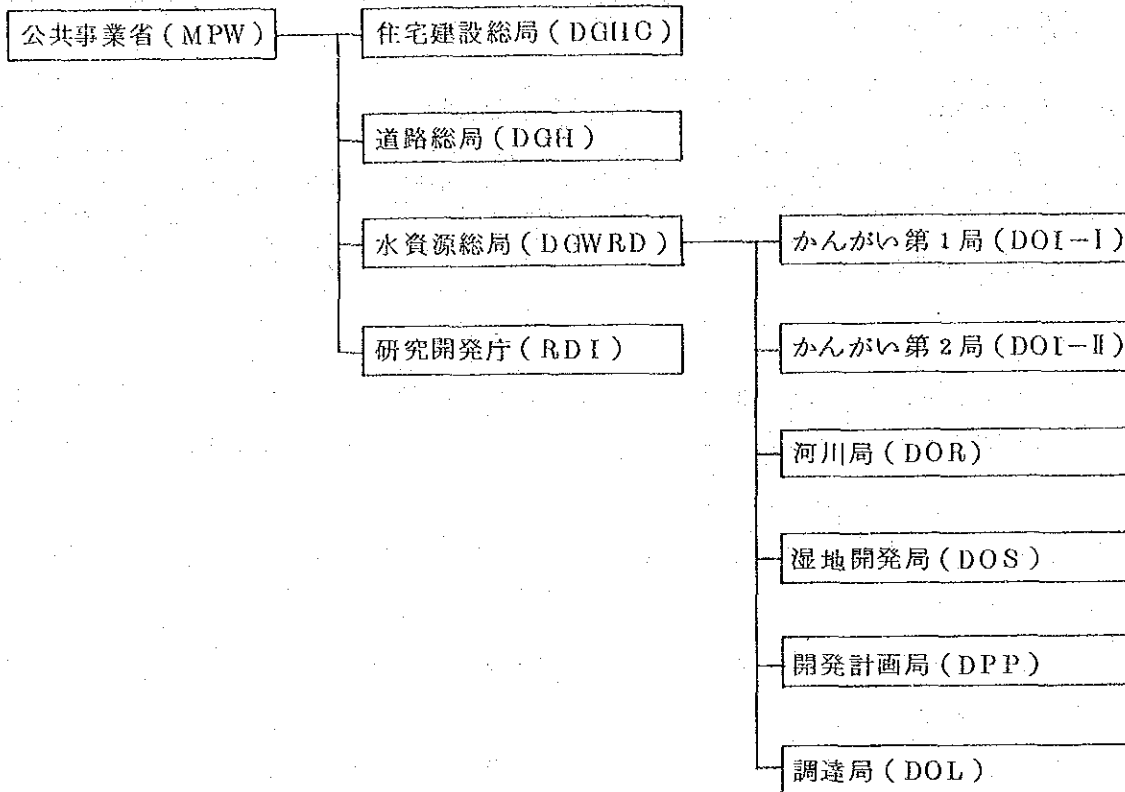 公共事業省(MPW)
住宅建設総局(DGHC)
道路総局(DGH)
水資源総局(DGWRD)
研究開発庁(RDI)
かんがい第1局(DOI-I)
かんがい第2局(DOI-Ⅱ)
河川局(DOR)
湿地開発局(DOS)
開発計画局(DPP)
調達局(DOL)